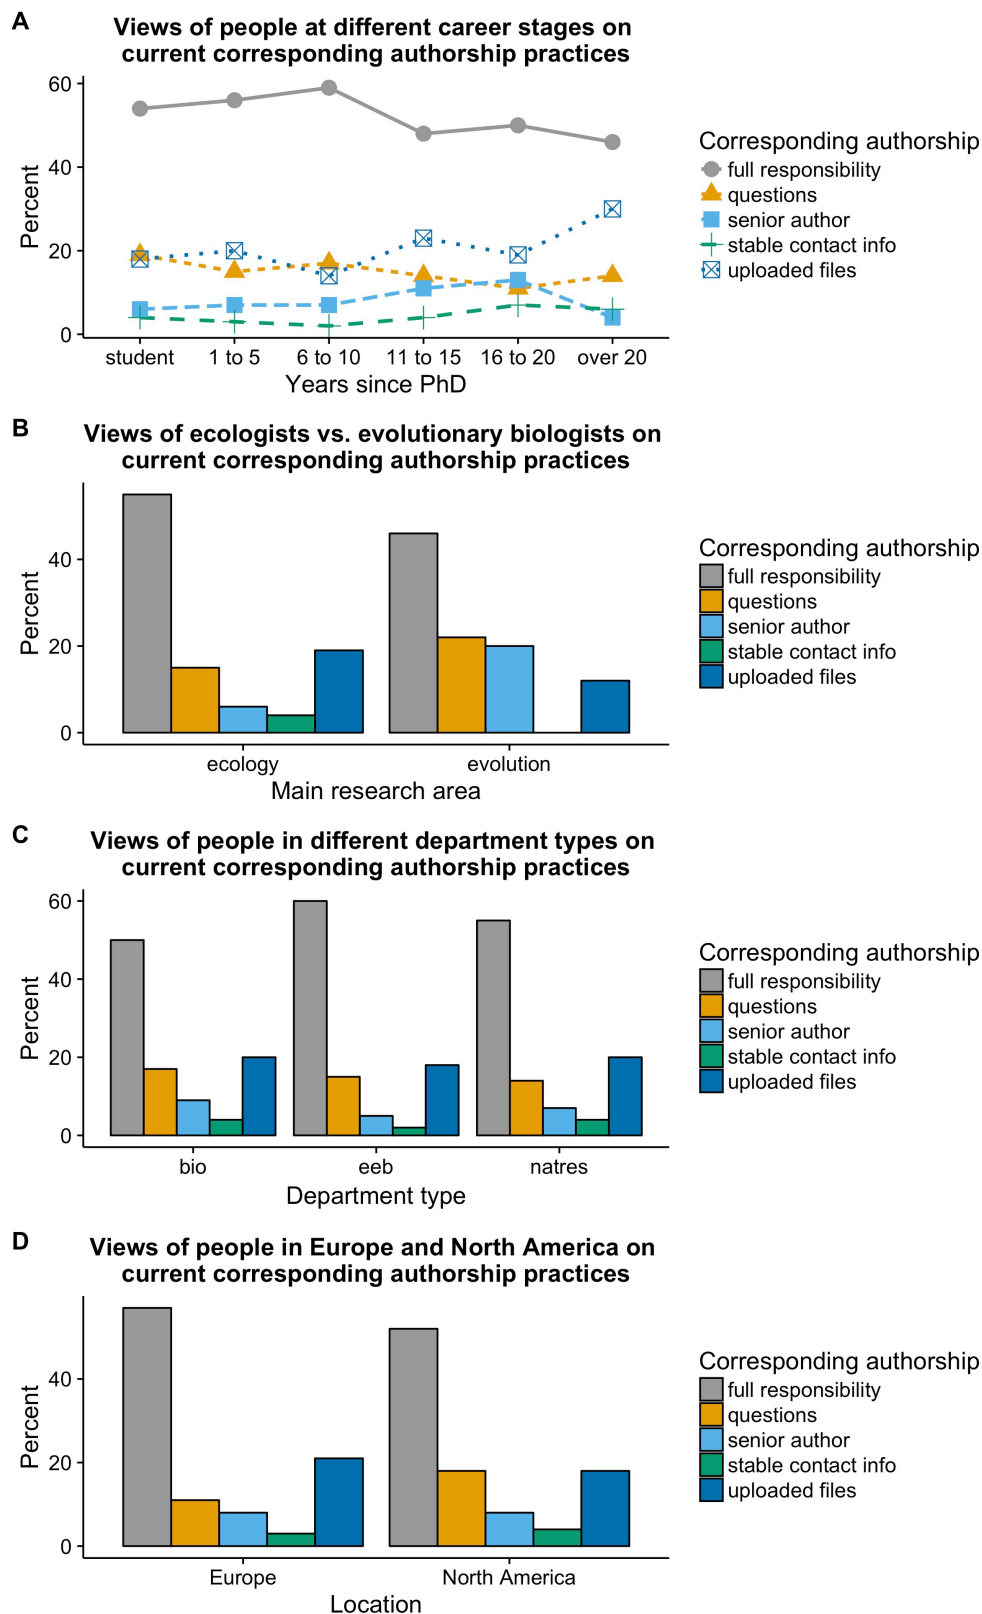 A
Views of people at different career stages on
current corresponding authorship practices
60
40
20
0
Percent
student 1 to 5 6 to 10 11 to 15 16 to 20 over 20
Years since PhD
Corresponding authorship
full responsibility
questions
senior author
stable contact info
uploaded files
B
Views of ecologists vs. evolutionary biologists on
current corresponding authorship practices
40
20
0
Percent
ecology evolution
Main research area
Corresponding authorship
full responsibility
questions
senior author
stable contact info
uploaded files
C
Views of people in different department types on
current corresponding authorship practices
60
40
20
0
Percent
bio eeb natres
Department type
Corresponding authorship
full responsibility
questions
senior author
stable contact info
uploaded files
D
Views of people in Europe and North America on
current corresponding authorship practices
40
20
0
Percent
Europe North America
Location
Corresponding authorship
full responsibility
questions
senior author
stable contact info
uploaded files